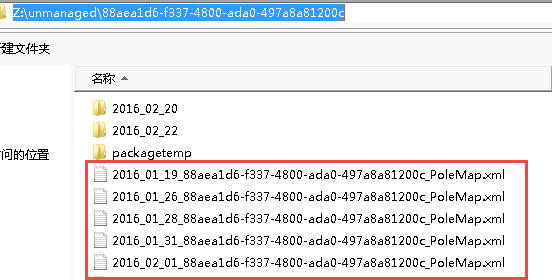 Z:\unmanaged\88aea1d6-f337-4800-ada0-497a8a81200c
建文件夹
名称
2016_02_20
2016_02_22
问的位置
packagetemp
2016_01_19_88aea1d6-f337-4800-ada0-497a8a81200c_PoleMap.xml
2016_01_26_88aea1d6-f337-4800-ada0-497a8a81200c_PoleMap.xml
2016_01_28_88aea1d6-f337-4800-ada0-497a8a81200c_PoleMap.xml
2016_01_31_88aea1d6-f337-4800-ada0-497a8a81200c_PoleMap.xml
2016_02_01_88aea1d6-f337-4800-ada0-497a8a81200c_PoleMap.xml